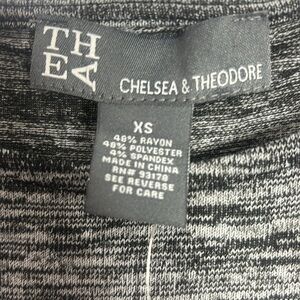 TH
EA
CHELSEA & THEODORE
XS
48% RAYON
48% POLYESTER
4% SPANDEX
MADE IN CHINA
RN# 93178
SEE REVERSE
FOR CARE